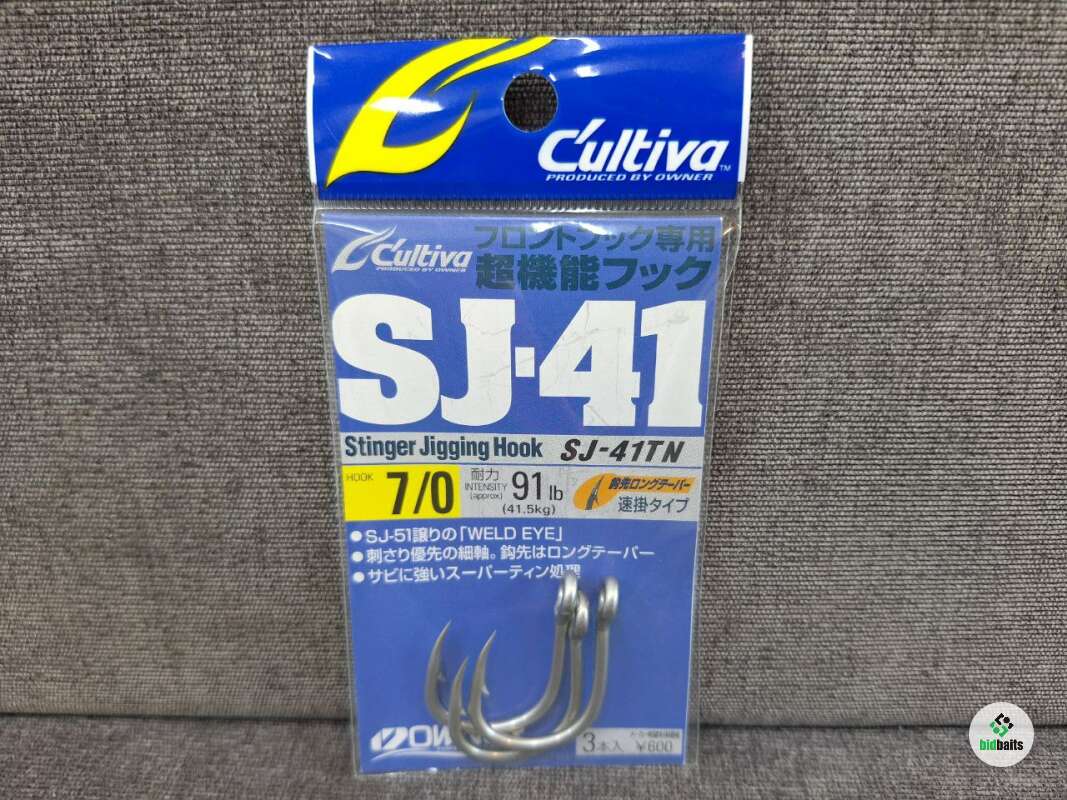 C'ultiva™
PRODUCED BY OWNER
C'ultiva
PRODUCED BY OWNER
フロントフック専用
超機能フック
SJ-41
Stinger Jigging Hook SJ-41TN
HOOK 7/0
耐力
INTENSITY
(approx)
91 lb
(41.5kg)
鈎先ロングテーパー
速掛タイプ
●SJ-51譲りの「WELD EYE」
●刺さり優先の細軸。鈎先はロングテーパー
●サビに強いスーパーティン処理
3本入 ¥600
bidbaits